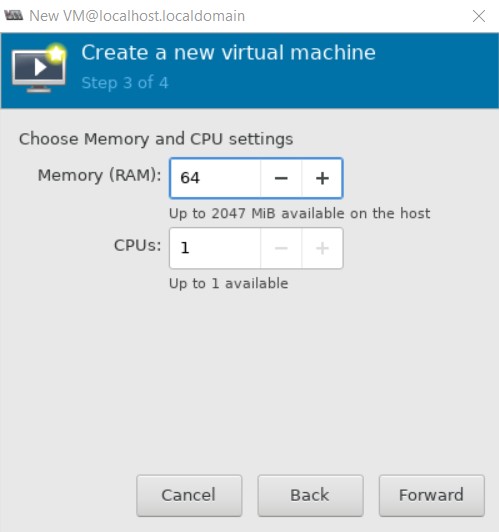 New VM@localhost.localdomain
Create a new virtual machine
Step 3 of 4
Choose Memory and CPU settings
Memory (RAM): 64 − +
Up to 2047 MiB available on the host
CPUs: 1 − +
Up to 1 available
Cancel Back Forward